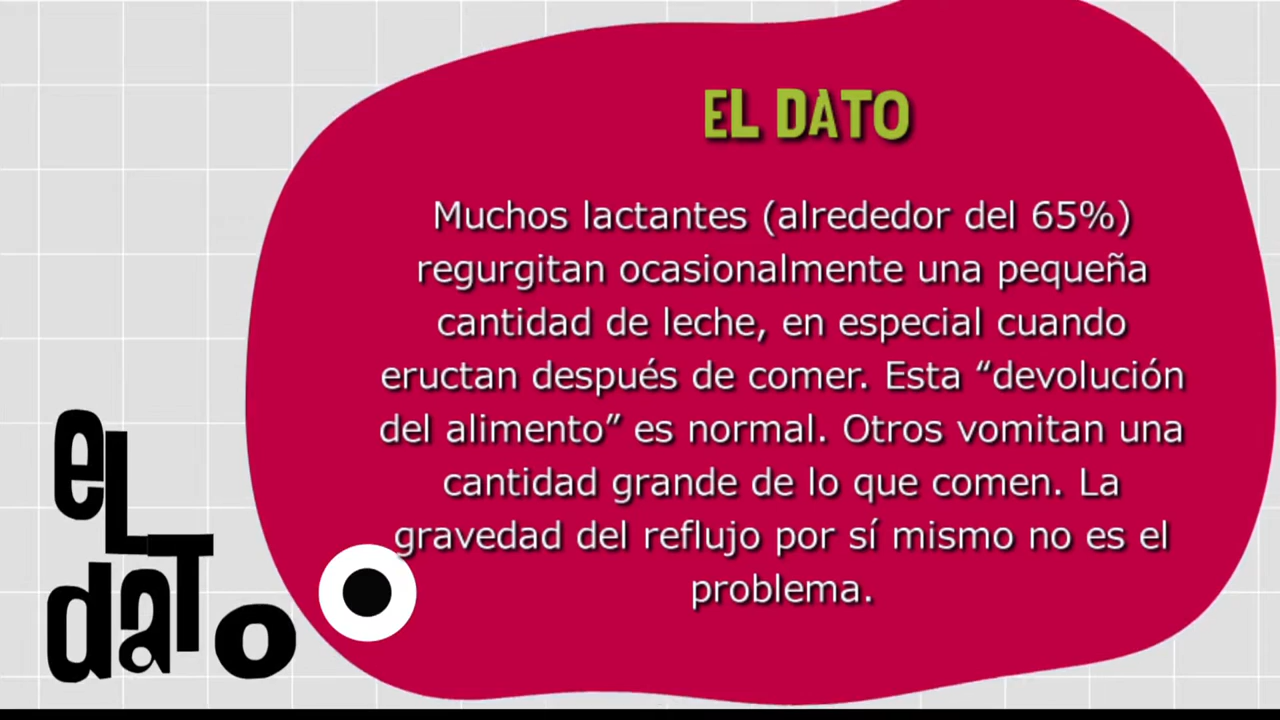 EL DATO
Muchos lactantes (alrededor del 65%)
regurgitan ocasionalmente una pequeña
cantidad de leche, en especial cuando
eructan después de comer. Esta “devolución
del alimento” es normal. Otros vomitan una
cantidad grande de lo que comen. La
gravedad del reflujo por sí mismo no es el
problema.
eL
daTo